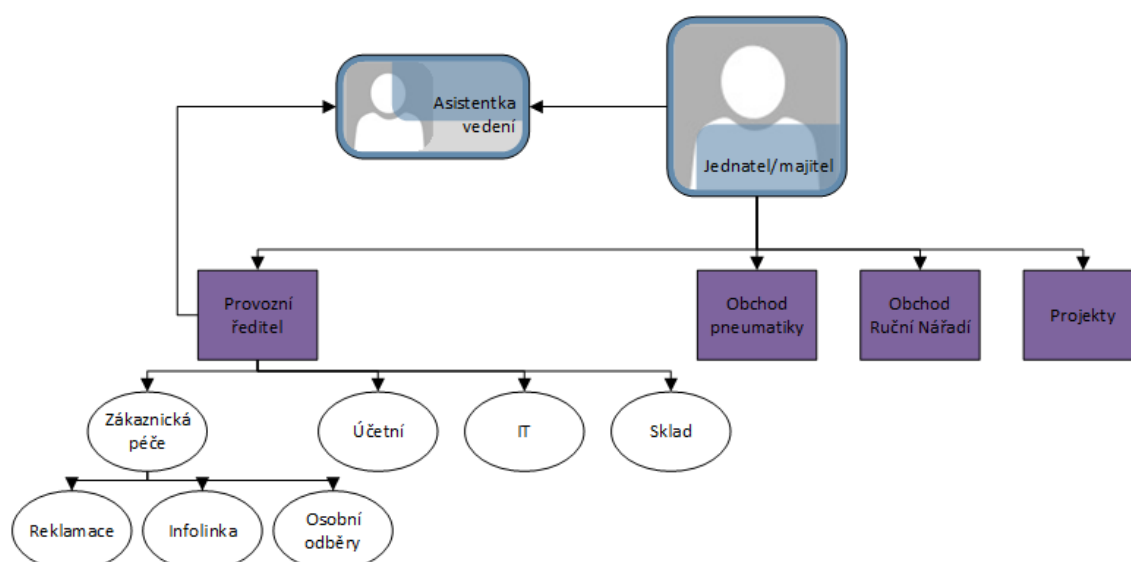 Asistentka
vedení
Jednatel/majitel
Provozní
ředitel
Obchod
pneumatiky
Obchod
Ruční Nářadí
Projekty
Zákaznická
péče
Účetní
IT
Sklad
Reklamace
Infolinka
Osobní
odběry